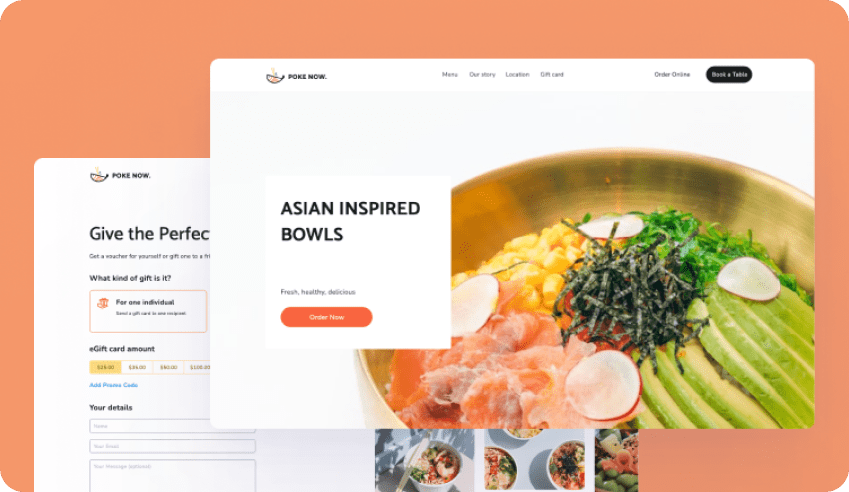 POKE NOW.
Menu
Our story
Location
Gift card
Order Online
Book a Table
ASIAN INSPIRED
BOWLS
Fresh, healthy, delicious
Order Now
POKE NOW.
Give the Perfec
Get a voucher for yourself or gift one to a fri
What kind of gift is it?
For one individual
Send a gift card to one recipient
eGift card amount
$25.00
$35.00
$50.00
$100.00
Add Promo Code
Your details
Name
Your Email
Your Message (optional)